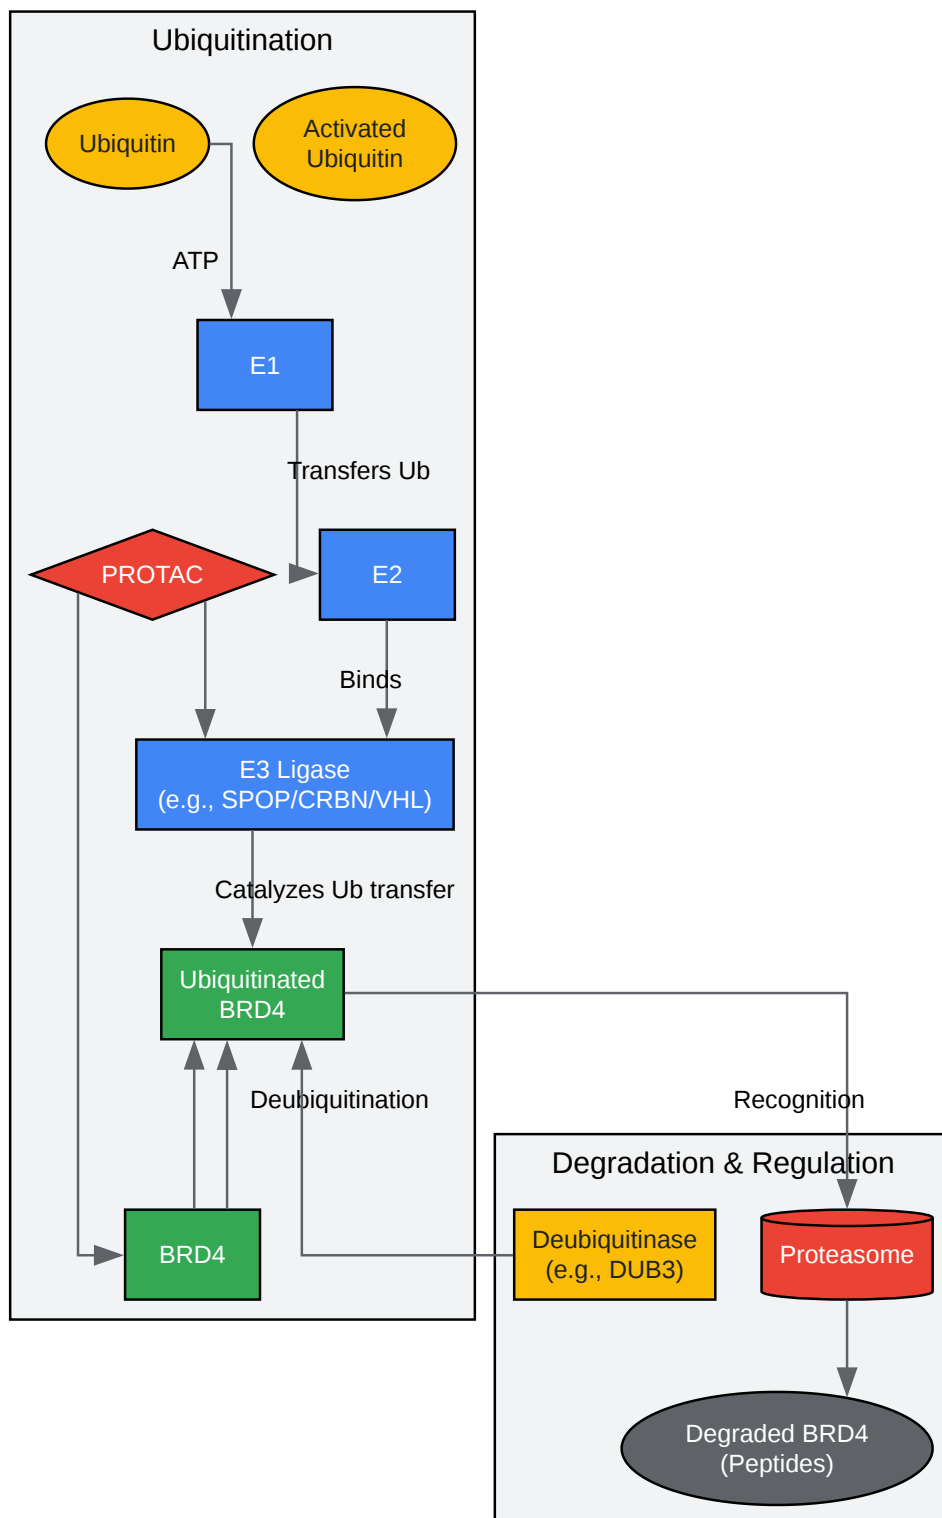 Ubiquitination
Ubiquitin
Activated
Ubiquitin
ATP
E1
Transfers Ub
PROTAC
E2
Binds
E3 Ligase
(e.g., SPOP/CRBN/VHL)
Catalyzes Ub transfer
Ubiquitinated
BRD4
Deubiquitination
Recognition
Degradation & Regulation
BRD4
Deubiquitinase
(e.g., DUB3)
Proteasome
Degraded BRD4
(Peptides)